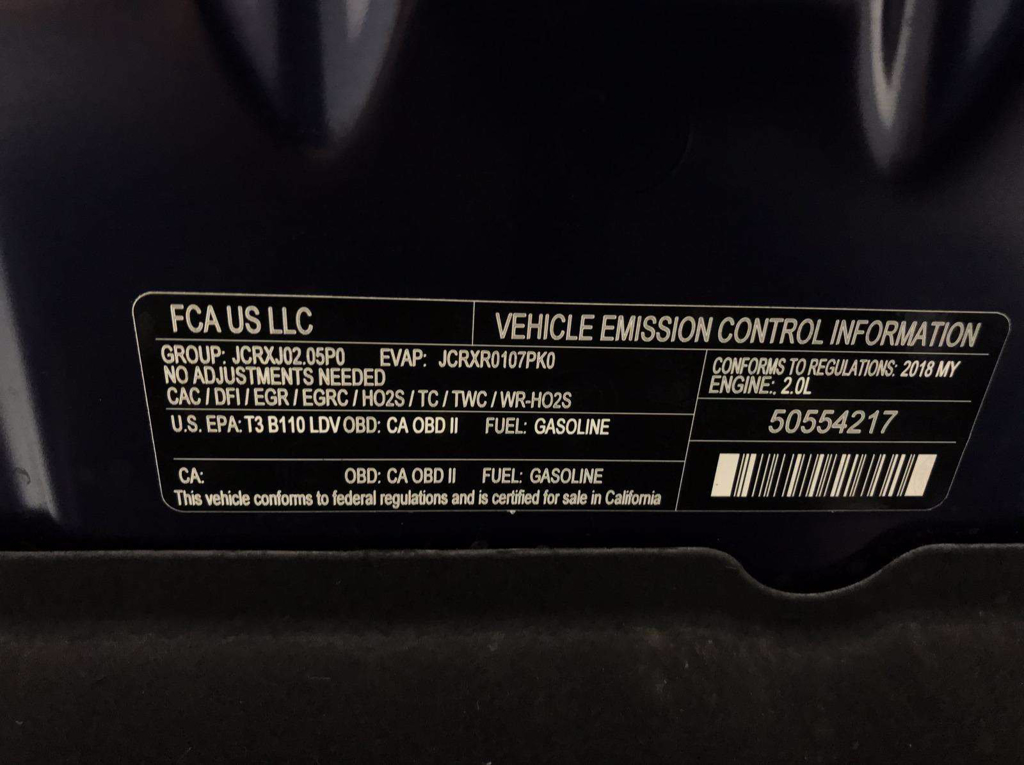 FCA US LLC
VEHICLE EMISSION CONTROL INFORMATION
GROUP: JCRXJ02.05P0 EVAP: JCRXR0107PK0
NO ADJUSTMENTS NEEDED
CAC / DFI / EGR / EGRC / HO2S / TC / TWC / WR-HO2S
U.S. EPA: T3 B110 LDV OBD: CA OBD II FUEL: GASOLINE
CA: OBD: CA OBD II FUEL: GASOLINE
This vehicle conforms to federal regulations and is certified for sale in California
CONFORMS TO REGULATIONS: 2018 MY
ENGINE: 2.0L
50554217